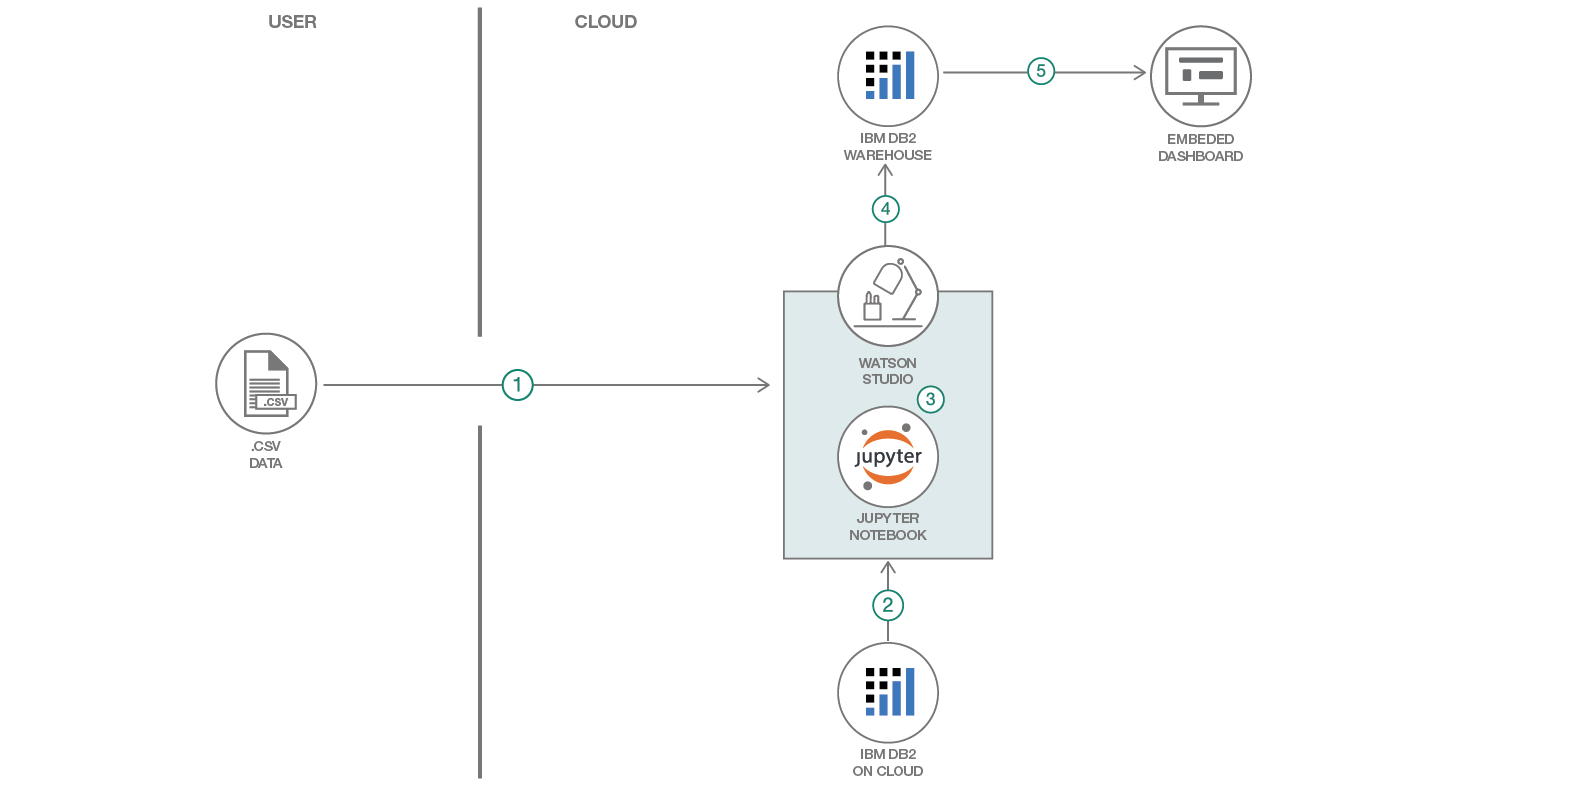 USER
CLOUD
5
IBM DB2
WAREHOUSE
EMBEDED
DASHBOARD
4
WATSON
STUDIO
1
3
.CSV
.CSV
DATA
jupyter
JUPYTER
NOTEBOOK
2
IBM DB2
ON CLOUD